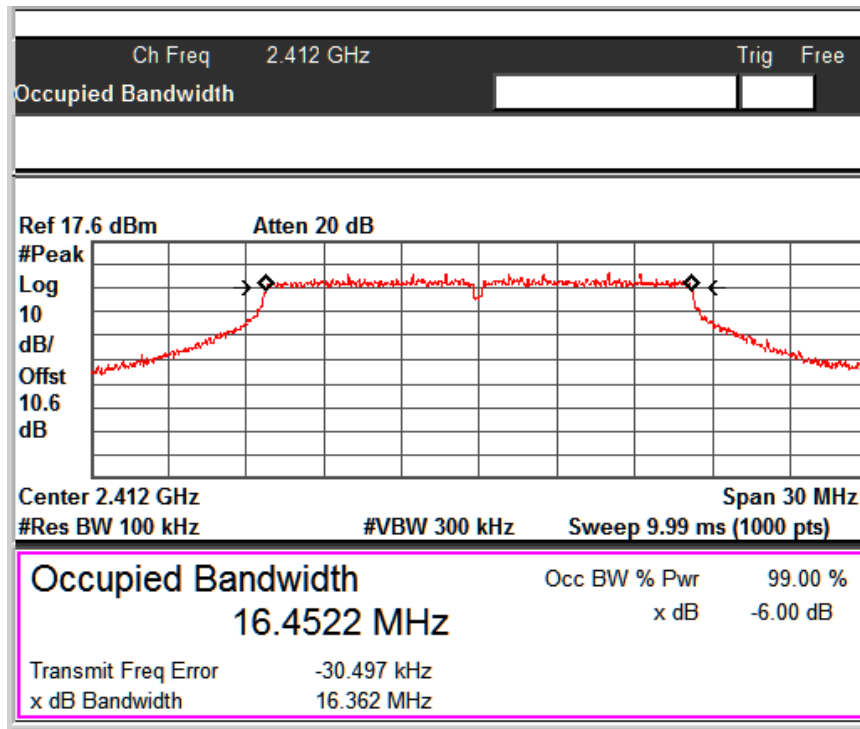 Ch Freq 2.412 GHz Trig Free
Occupied Bandwidth
Ref 17.6 dBm Atten 20 dB
#Peak
Log
10
dB/
Offst
10.6
dB
Center 2.412 GHz Span 30 MHz
#Res BW 100 kHz #VBW 300 kHz Sweep 9.99 ms (1000 pts)
Occupied Bandwidth Occ BW % Pwr 99.00 %
16.4522 MHz x dB -6.00 dB
Transmit Freq Error -30.497 kHz
x dB Bandwidth 16.362 MHz